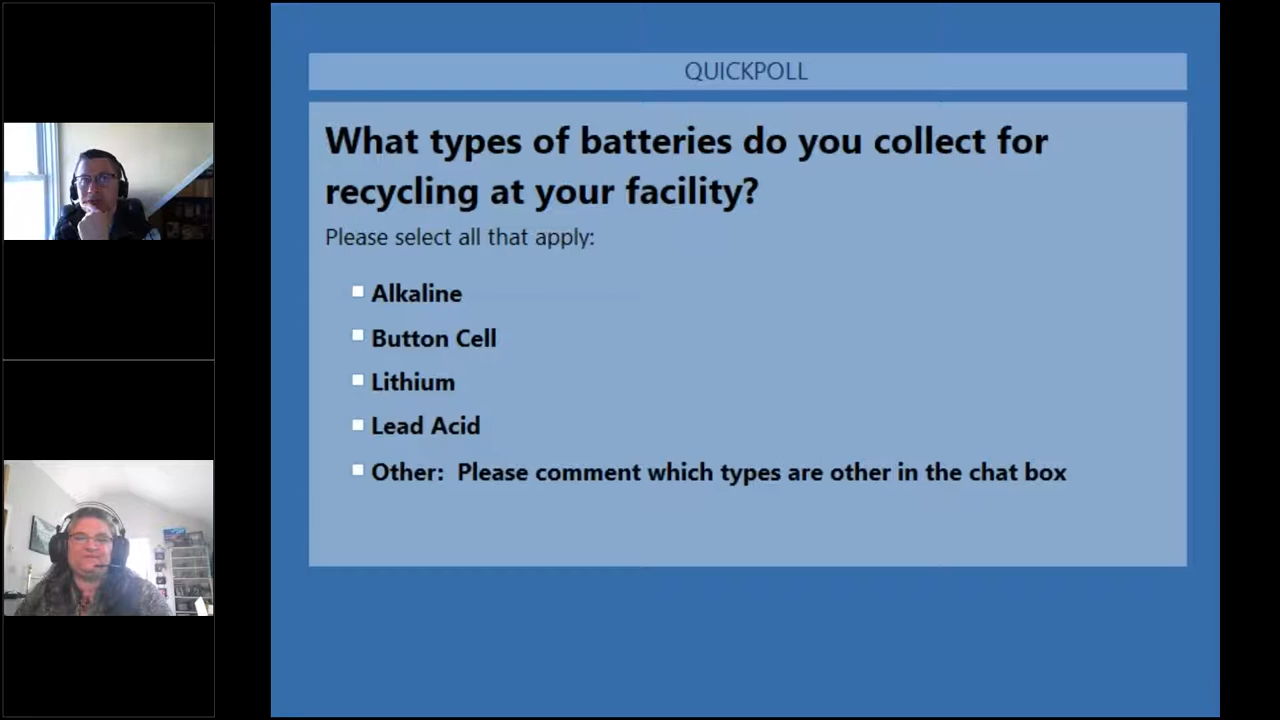 QUICKPOLL
What types of batteries do you collect for
recycling at your facility?
Please select all that apply:
Alkaline
Button Cell
Lithium
Lead Acid
Other:  Please comment which types are other in the chat box